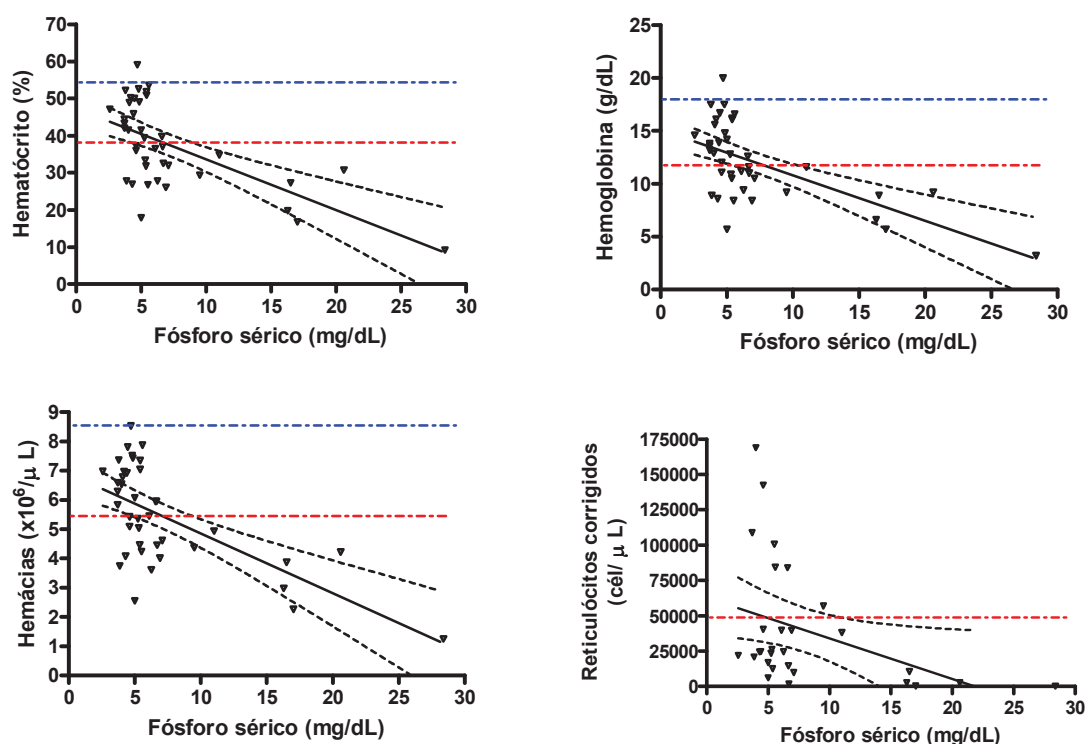 Hematócrito (%)
70
60
50
40
30
20
10
0
0 5 10 15 20 25 30
Fósforo sérico (mg/dL)
Hemoglobina (g/dL)
25
20
15
10
5
0
0 5 10 15 20 25 30
Fósforo sérico (mg/dL)
Hemácias (x10⁶/µ L)
9
8
7
6
5
4
3
2
1
0
0 5 10 15 20 25 30
Fósforo sérico (mg/dL)
Reticulócitos corrigidos
(cél/ µ L)
175000
150000
125000
100000
75000
50000
25000
0
0 5 10 15 20 25 30
Fósforo sérico (mg/dL)